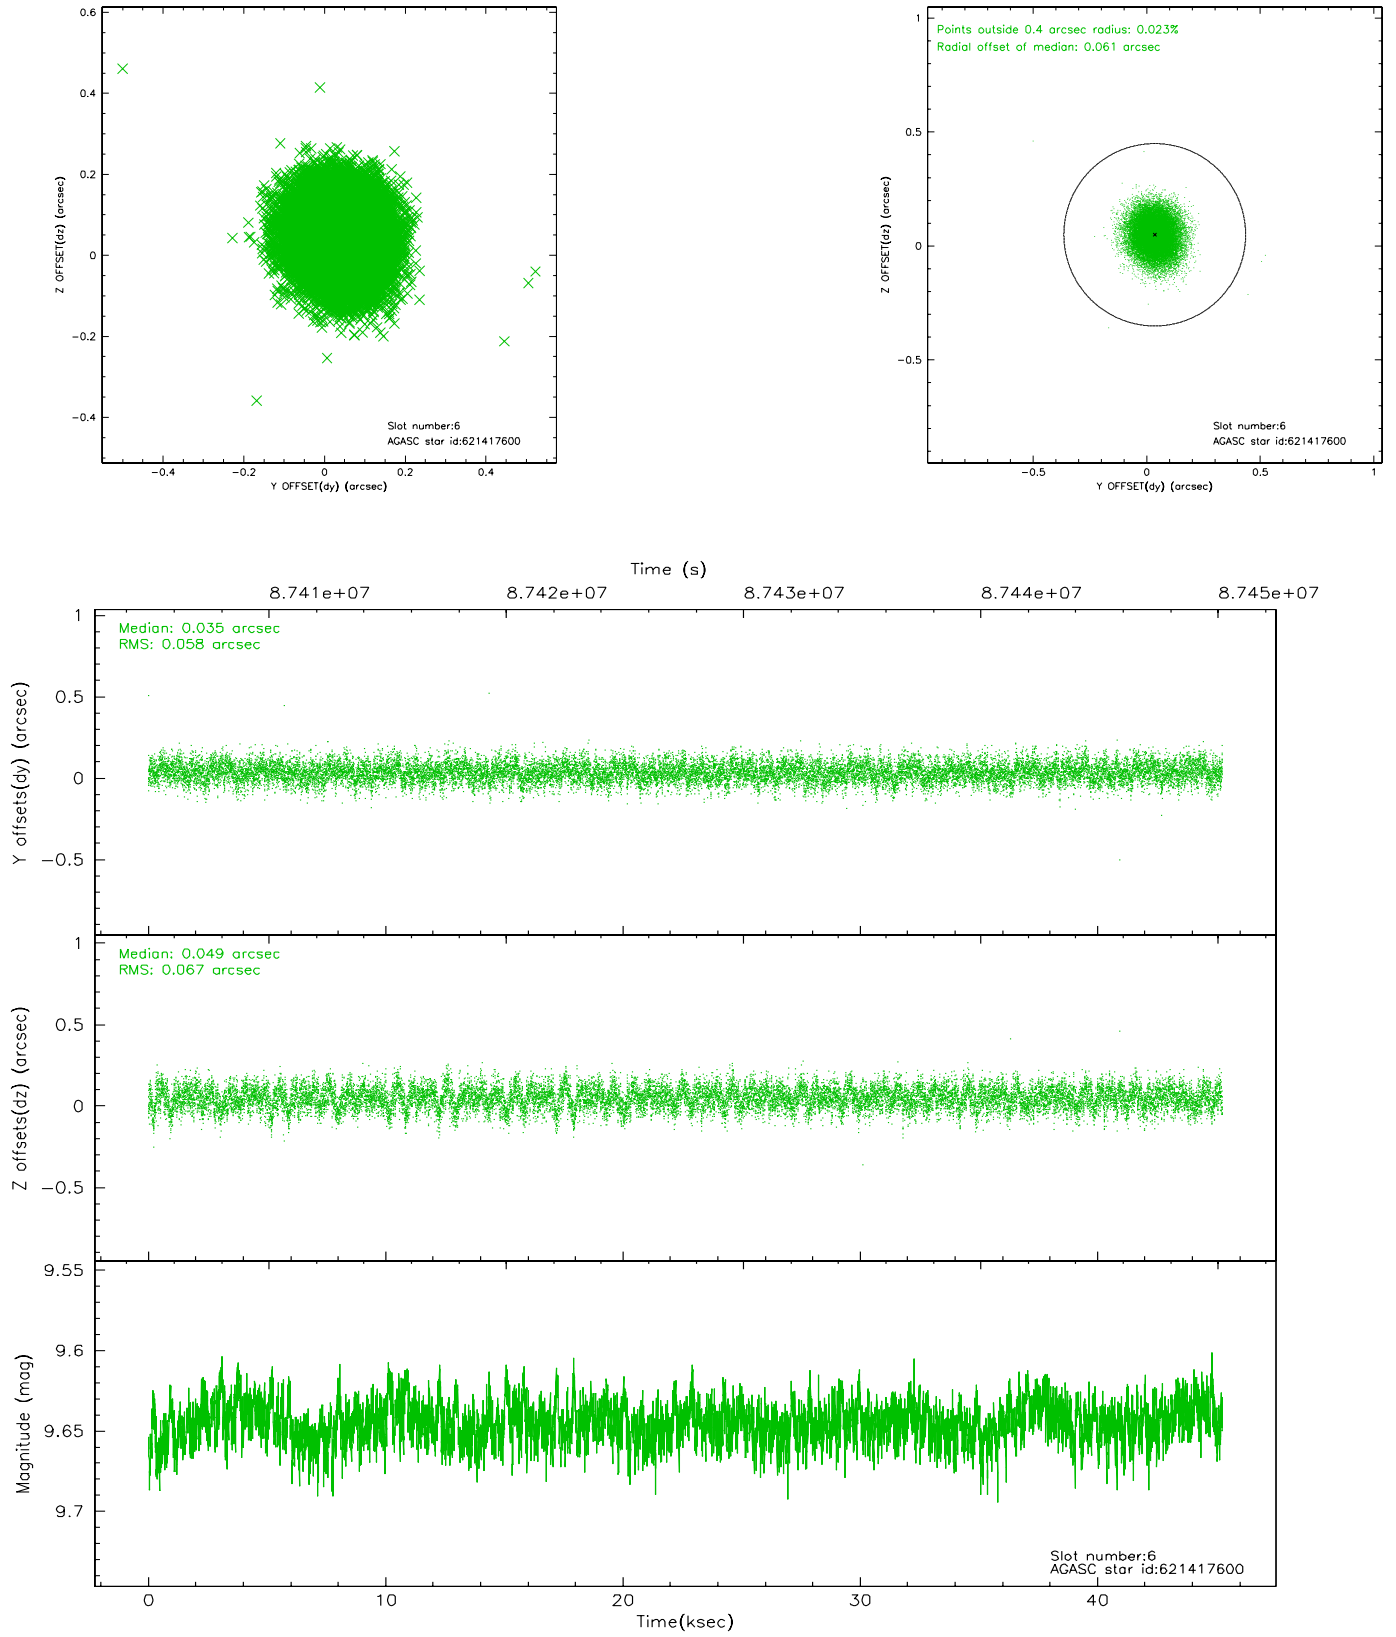 0.6
0.4
0.2
0
−0.2
−0.4
Z OFFSET(dz) (arcsec)
Slot number:6
AGASC star id:621417600
−0.4 −0.2 0 0.2 0.4
Y OFFSET(dy) (arcsec)
Points outside 0.4 arcsec radius: 0.023%
Radial offset of median: 0.061 arcsec
1
0.5
0
−0.5
Z OFFSET(dz) (arcsec)
Slot number:6
AGASC star id:621417600
−0.5 0 0.5 1
Y OFFSET(dy) (arcsec)
Time (s)
8.741e+07 8.742e+07 8.743e+07 8.744e+07 8.745e+07
Median: 0.035 arcsec
RMS: 0.058 arcsec
1
0.5
0
−0.5
Y offsets(dy) (arcsec)
Median: 0.049 arcsec
RMS: 0.067 arcsec
1
0.5
0
−0.5
Z offsets(dz) (arcsec)
9.55
9.6
9.65
9.7
Magnitude (mag)
Slot number:6
AGASC star id:621417600
0 10 20 30 40
Time(ksec)